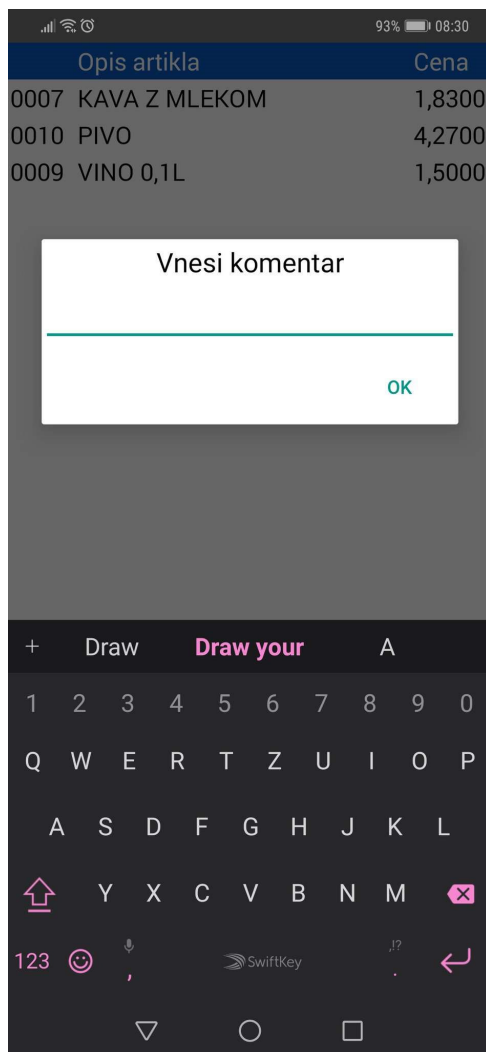 93% 08:30
Opis artikla Cena
0007 KAVA Z MLEKOM 1,8300
0010 PIVO 4,2700
0009 VINO 0,1L 1,5000
Vnesi komentar
OK
+ Draw Draw your A
1 2 3 4 5 6 7 8 9 0
Q W E R T Z U I O P
A S D F G H J K L
Y X C V B N M
123 , SwiftKey ,!? .